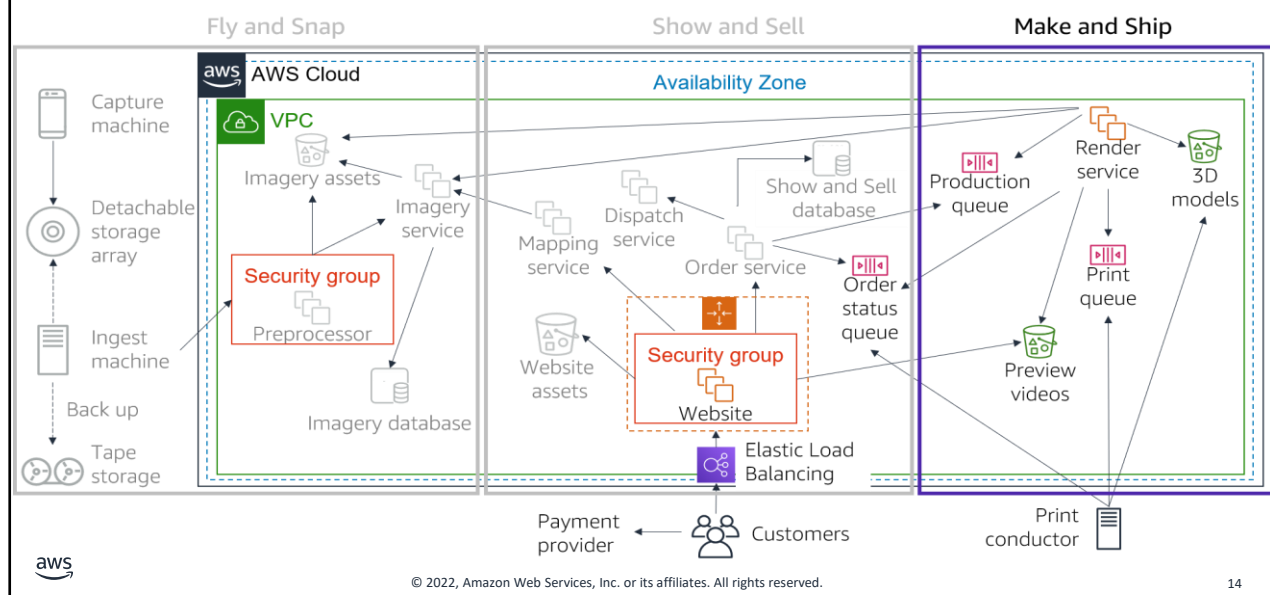 Fly and Snap
Show and Sell
Make and Ship
aws
AWS Cloud
Availability Zone
VPC
Capture
machine
Detachable
storage
array
Ingest
machine
Back up
Tape
storage
Imagery assets
Imagery
service
Security group
Preprocessor
Imagery database
Mapping
service
Dispatch
service
Show and Sell
database
Order service
Order
status
queue
Website
assets
Security group
Website
Elastic Load
Balancing
Production
queue
Render
service
3D
models
Print
queue
Preview
videos
Payment
provider
Customers
Print
conductor
aws
© 2022, Amazon Web Services, Inc. or its affiliates. All rights reserved.
14